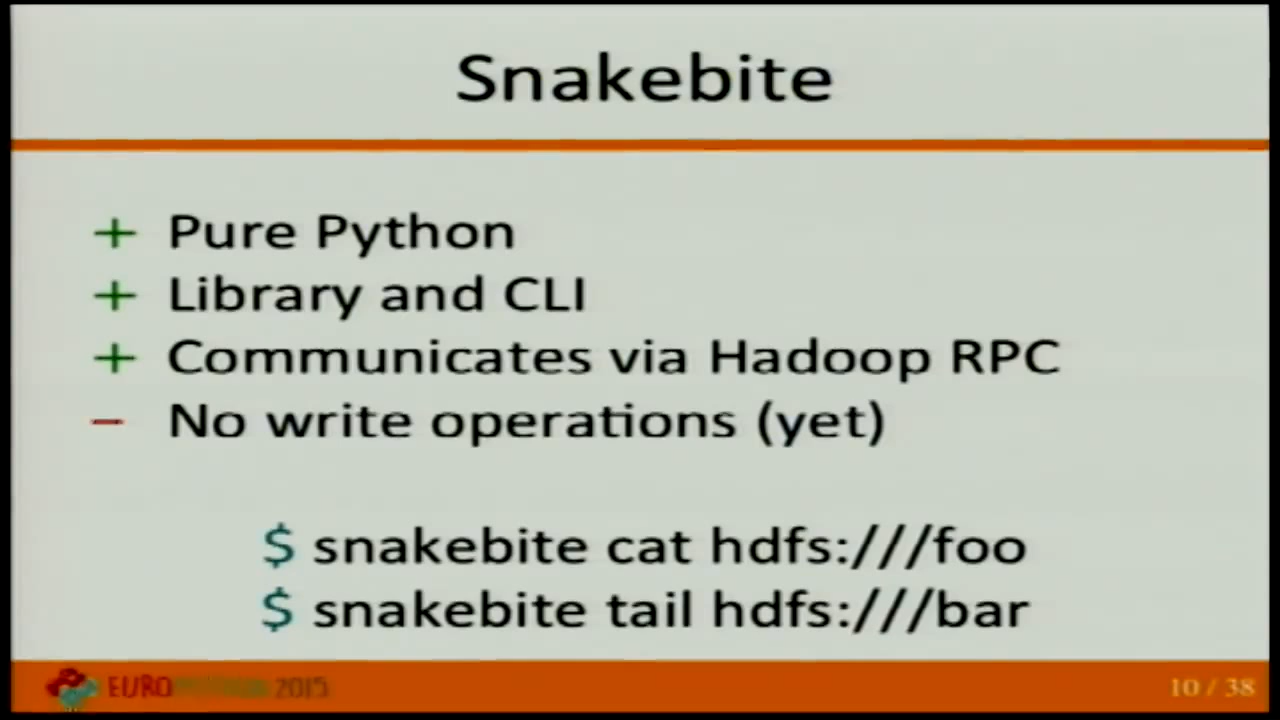 Snakebite
+ Pure Python
+ Library and CLI
+ Communicates via Hadoop RPC
– No write operations (yet)
$ snakebite cat hdfs:///foo
$ snakebite tail hdfs:///bar
EUROPYTHON 2015
10 / 38